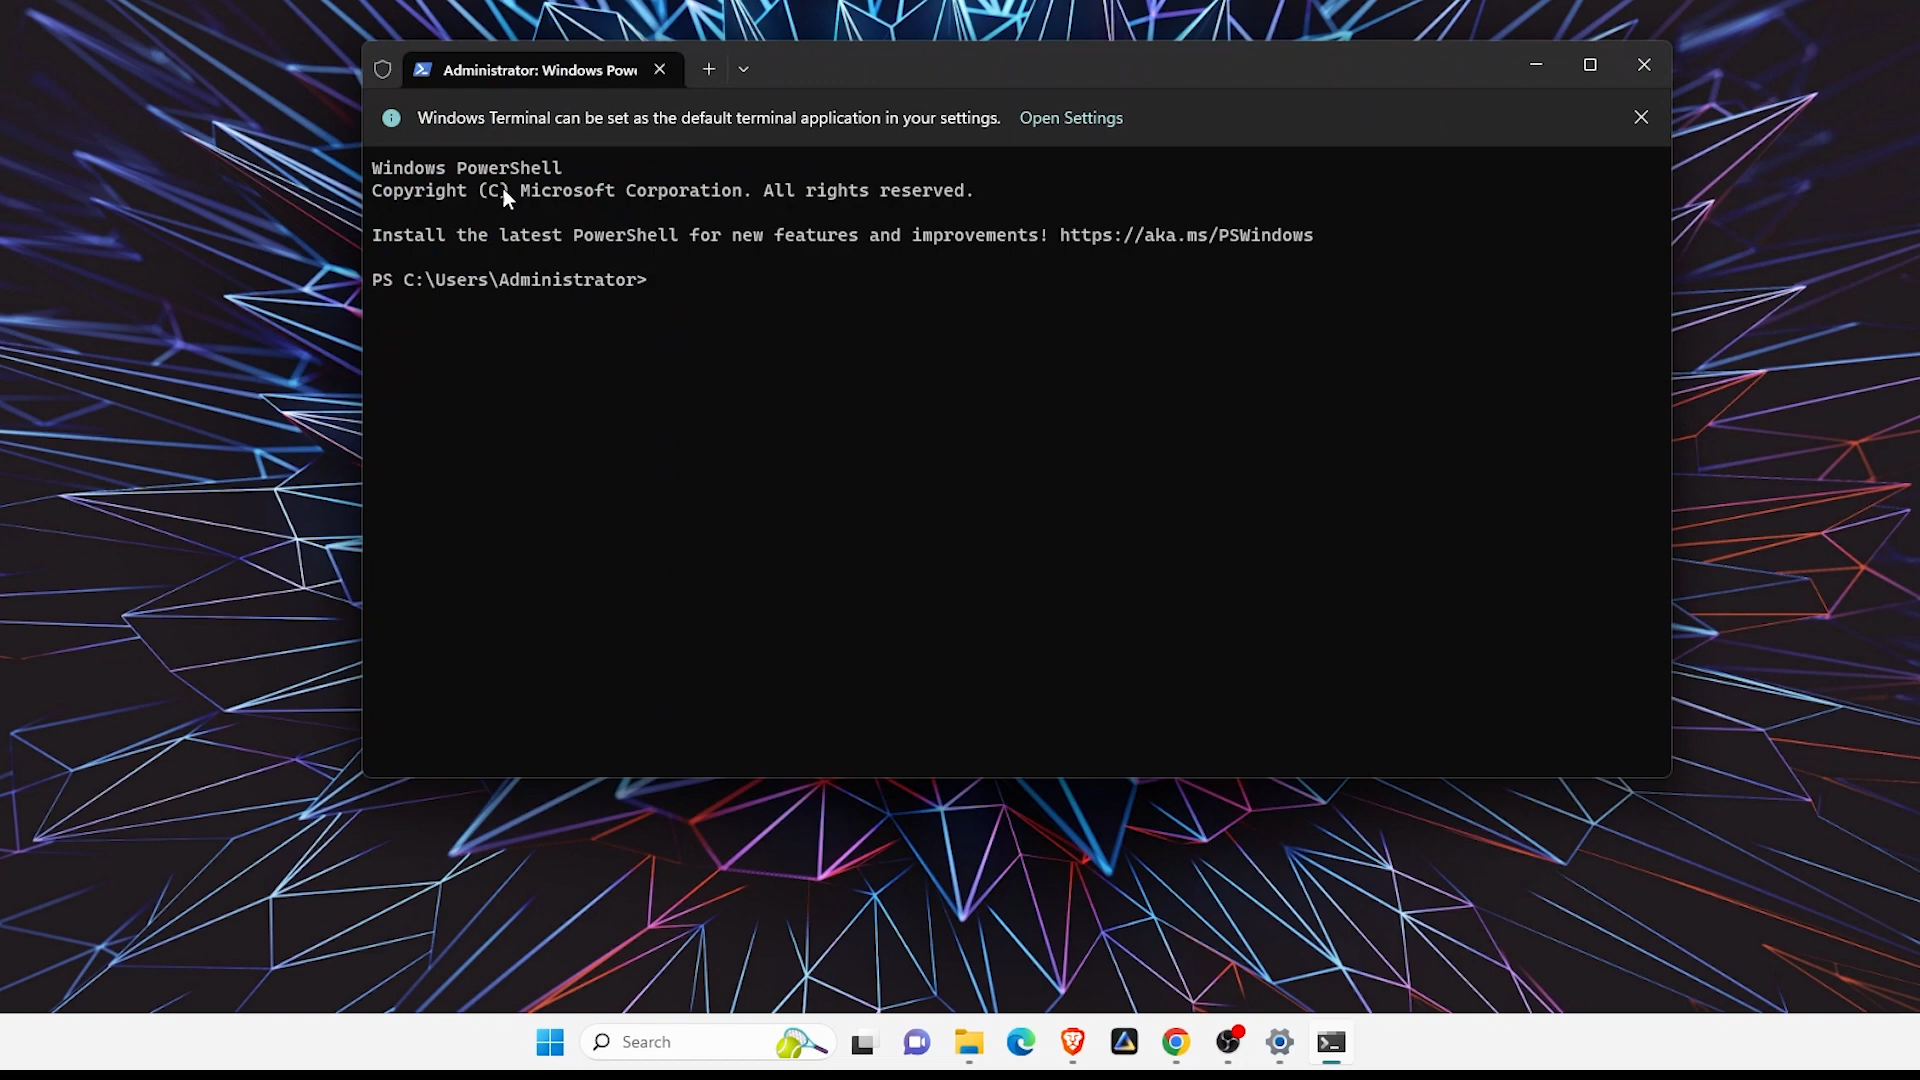 Administrator: Windows Powe
Windows Terminal can be set as the default terminal application in your settings. Open Settings
Windows PowerShell
Copyright (C) Microsoft Corporation. All rights reserved.
Install the latest PowerShell for new features and improvements! https://aka.ms/PSWindows
PS C:\Users\Administrator>
Search